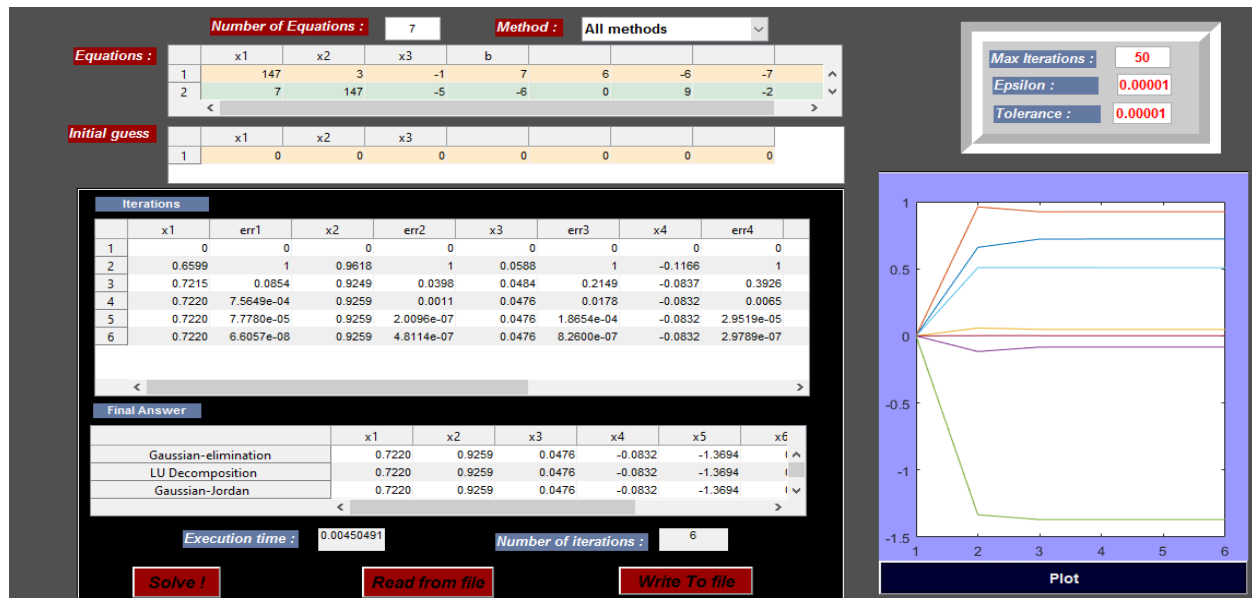 Number of Equations : 7 Method : All methods
Equations :
x1 x2 x3 b
1 147 3 -1 7 6 -6 -7
2 7 147 -5 -6 0 9 -2
Initial guess
x1 x2 x3
1 0 0 0 0 0 0 0
Max Iterations : 50
Epsilon : 0.00001
Tolerance : 0.00001
Iterations
x1 err1 x2 err2 x3 err3 x4 err4
1 0 0 0 0 0 0 0 0
2 0.6599 1 0.9618 1 0.0588 1 -0.1166 1
3 0.7215 0.0854 0.9249 0.0398 0.0484 0.2149 -0.0837 0.3926
4 0.7220 7.5649e-04 0.9259 0.0011 0.0476 0.0178 -0.0832 0.0065
5 0.7220 7.7780e-05 0.9259 2.0096e-07 0.0476 1.8654e-04 -0.0832 2.9519e-05
6 0.7220 6.6057e-08 0.9259 4.8114e-07 0.0476 8.2600e-07 -0.0832 2.9789e-07
Final Answer
x1 x2 x3 x4 x5 x6
Gaussian-elimination 0.7220 0.9259 0.0476 -0.0832 -1.3694
LU Decomposition 0.7220 0.9259 0.0476 -0.0832 -1.3694
Gaussian-Jordan 0.7220 0.9259 0.0476 -0.0832 -1.3694
Execution time : 0.00450491 Number of iterations : 6
Solve ! Read from file Write To file
1
0.5
0
-0.5
-1
-1.5
1 2 3 4 5 6
Plot